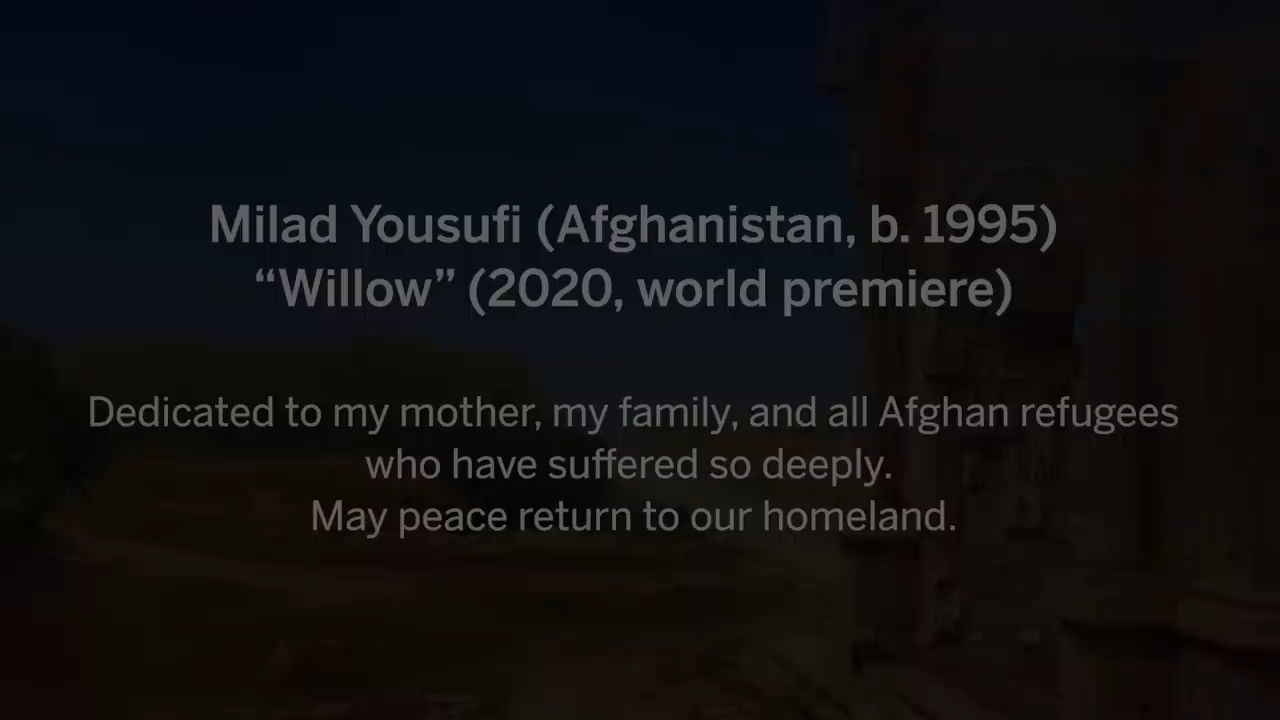 Milad Yousufi (Afghanistan, b. 1995)
“Willow” (2020, world premiere)
Dedicated to my mother, my family, and all Afghan refugees
who have suffered so deeply.
May peace return to our homeland.